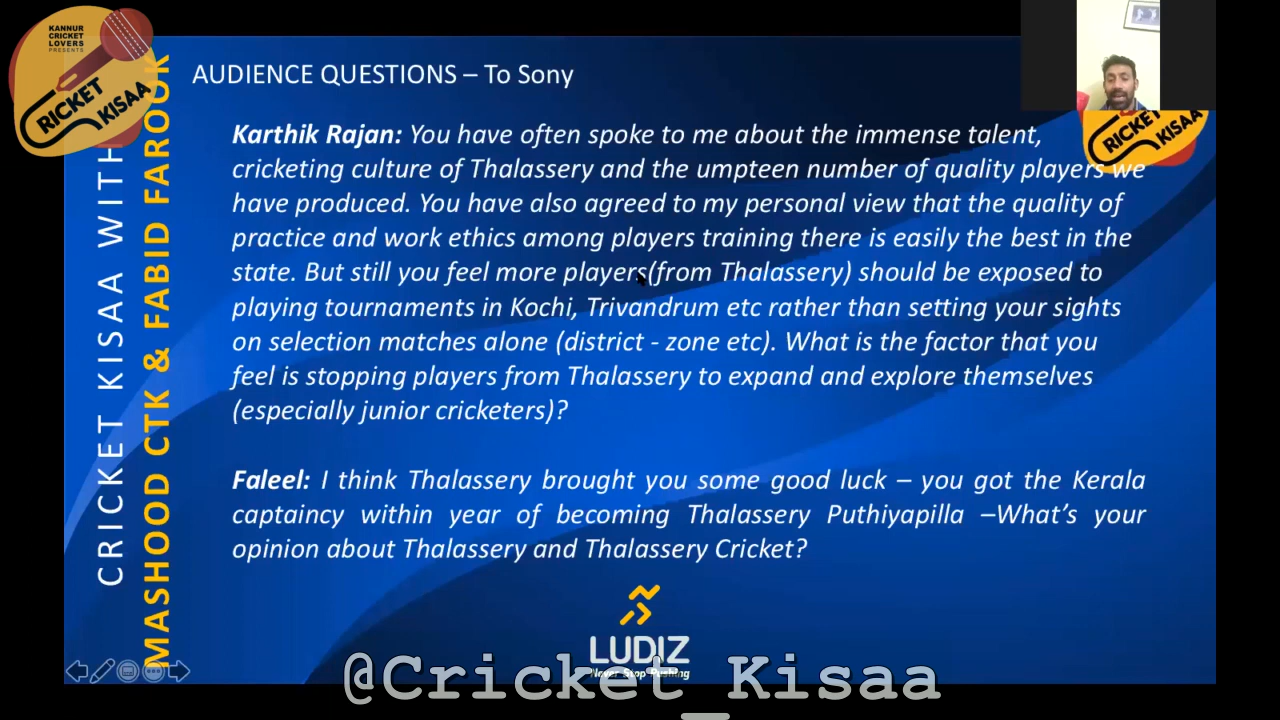 KANNUR
CRICKET
LOVERS
PRESENTS
CRICKET
KISAA
CRICKET KISAA WITH
MASHOOD CTK & FABID FAROOK
AUDIENCE QUESTIONS – To Sony
Karthik Rajan: You have often spoke to me about the immense talent,
cricketing culture of Thalassery and the umpteen number of quality players we
have produced. You have also agreed to my personal view that the quality of
practice and work ethics among players training there is easily the best in the
state. But still you feel more players(from Thalassery) should be exposed to
playing tournaments in Kochi, Trivandrum etc rather than setting your sights
on selection matches alone (district - zone etc). What is the factor that you
feel is stopping players from Thalassery to expand and explore themselves
(especially junior cricketers)?
Faleel: I think Thalassery brought you some good luck – you got the Kerala
captaincy within year of becoming Thalassery Puthiyapilla –What's your
opinion about Thalassery and Thalassery Cricket?
RICKET
KISAA
LUDIZ
Never Stop Pushing
@Cricket_Kisaa